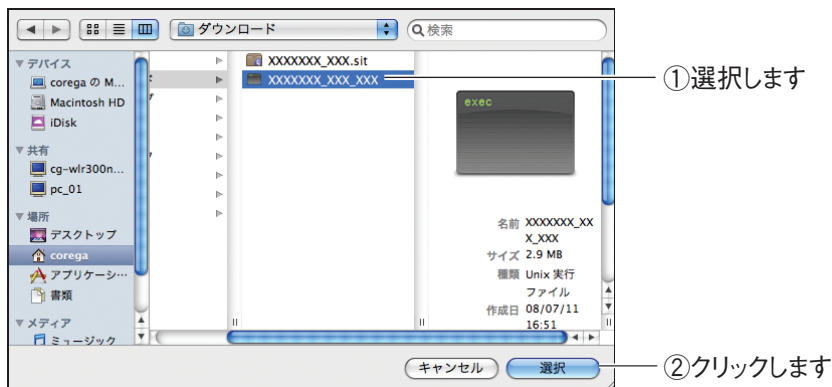 ダウンロード
検索
デバイス
corega の M...
Macintosh HD
iDisk
共有
cg-wlr300n...
pc_01
場所
デスクトップ
corega
アプリケーシ…
書類
メディア
ミュージック
XXXXXXX_XXX.sit
XXXXXXX_XXX_XXX
exec
名前 XXXXXXX_XX
X_XXX
サイズ 2.9 MB
種類 Unix 実行
ファイル
作成日 08/07/11
16:51
キャンセル
選択
①選択します
②クリックします